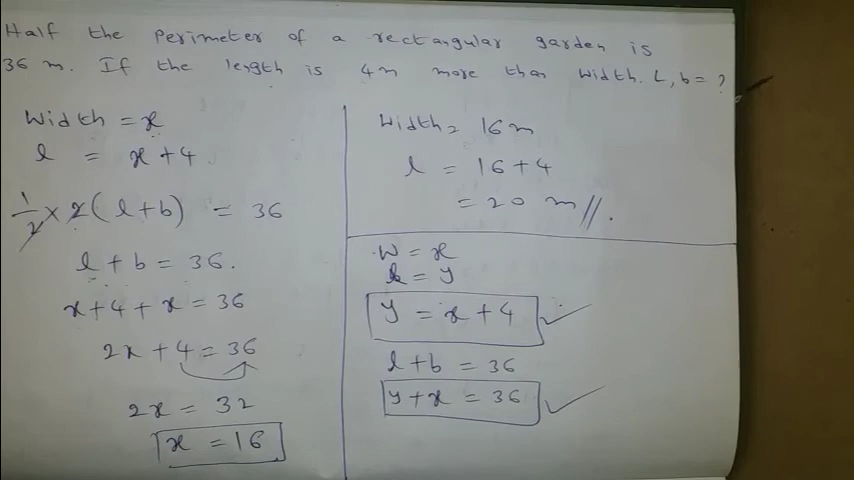 Half the perimeter of a rectangular garden is
36 m. If the length is 4m more than width. L, b = ?
Width = x
l = x + 4
1/2 × 2 (l + b) = 36
l + b = 36.
x + 4 + x = 36
2x + 4 = 36
2x = 32
x = 16
Width = 16 m
l = 16 + 4
= 20 m //.
W = x
l = y
y = x + 4 ✓
l + b = 36
y + x = 36 ✓